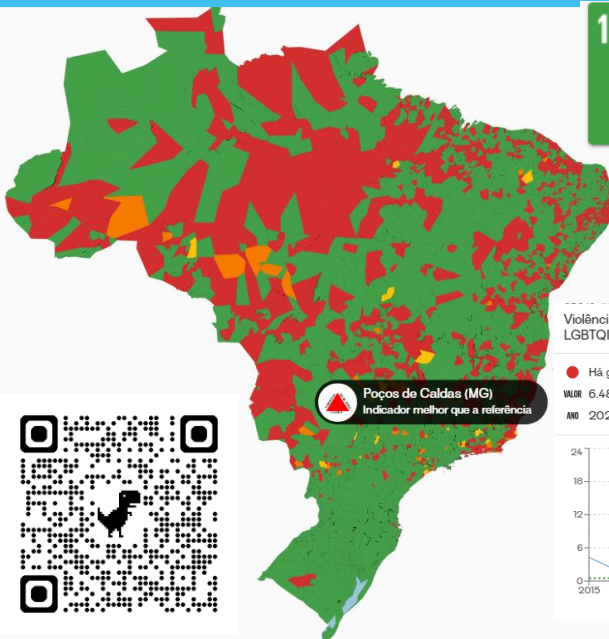 1
Violênci
LGBTQI
Há g
VALOR 6.48
ANO 202
Poços de Caldas (MG)
Indicador melhor que a referência
24
18
12
6
0
2015